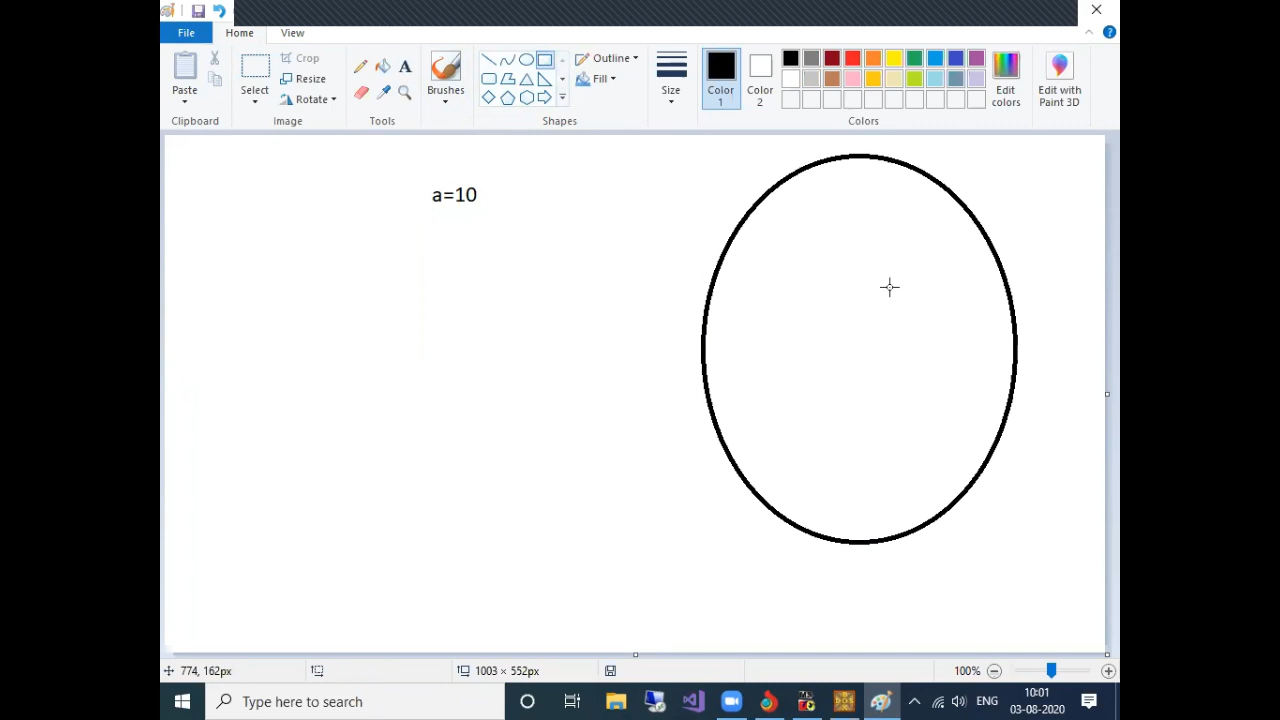 File
Home
View
Paste
Clipboard
Select
Crop
Resize
Rotate
Image
A
Tools
Brushes
Outline
Fill
Shapes
Size
Color 1
Color 2
Edit colors
Edit with Paint 3D
Colors
a=10
774, 162px
1003 × 552px
100%
Type here to search
ENG
10:01
03-08-2020